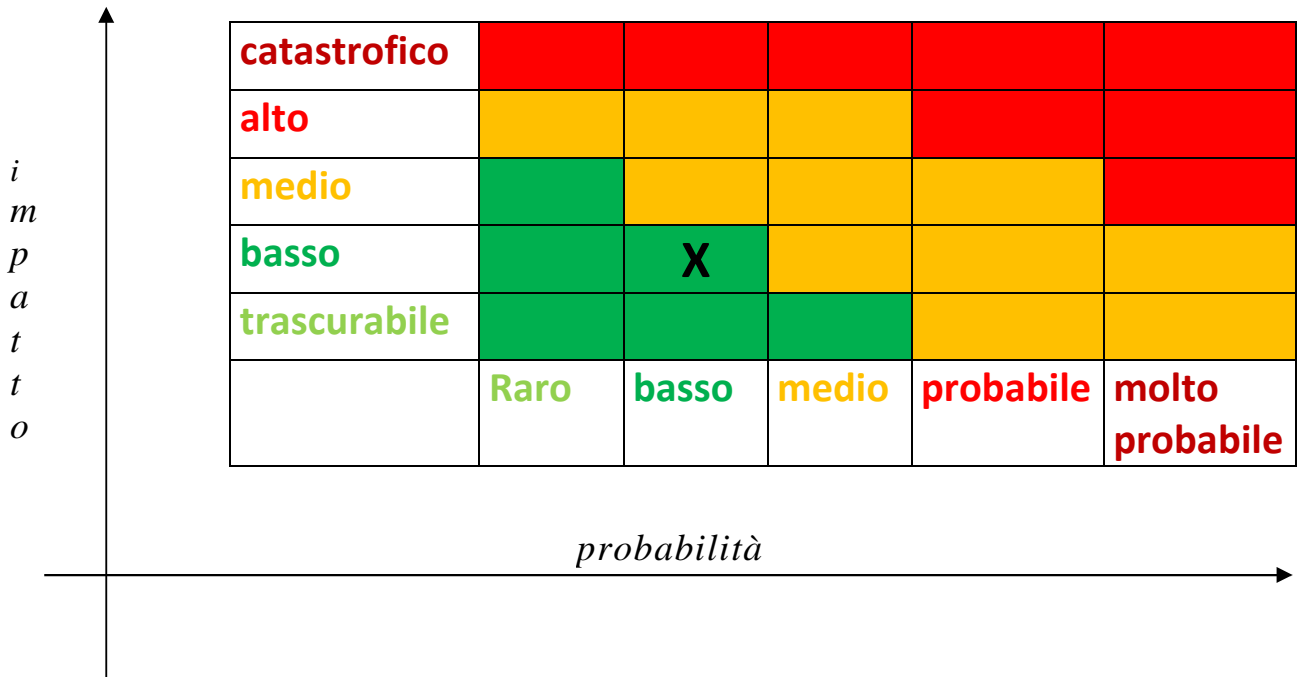 catastrofico
alto
medio
basso X
trascurabile
Raro basso medio probabile molto
probabile
i
m
p
a
t
t
o
probabilità